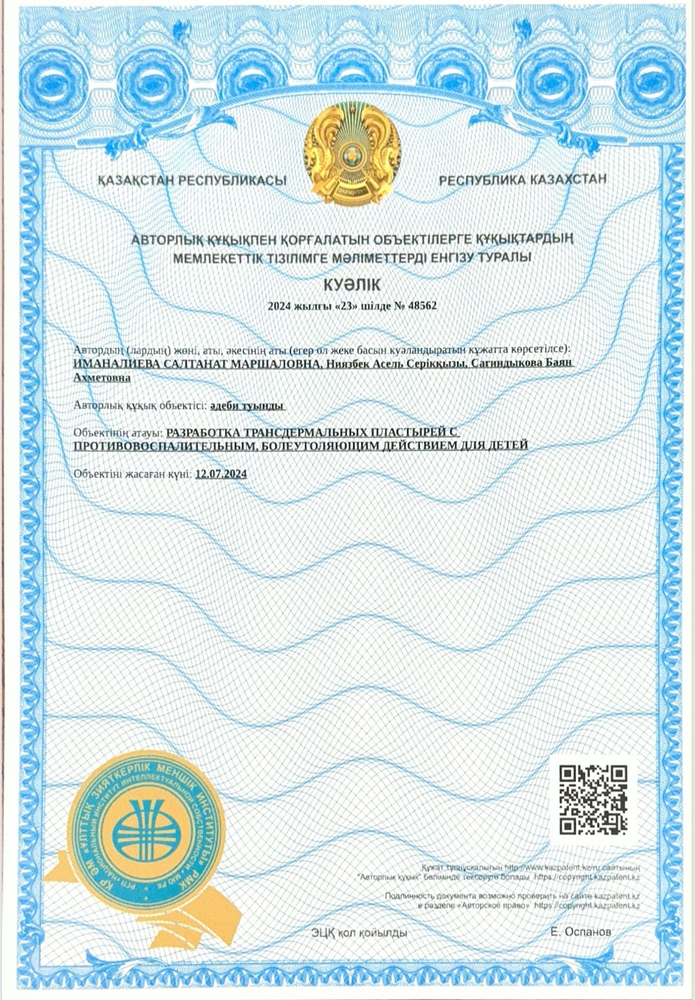 ҚАЗАҚСТАН РЕСПУБЛИКАСЫ
РЕСПУБЛИКА КАЗАХСТАН
АВТОРЛЫҚ ҚҰҚЫҚПЕН ҚОРҒАЛАТЫН ОБЪЕКТІЛЕРГЕ ҚҰҚЫҚТАРДЫҢ
МЕМЛЕКЕТТІК ТІЗІЛІМГЕ МӘЛІМЕТТЕРДІ ЕНГІЗУ ТУРАЛЫ
КУӘЛІК
2024 жылғы «23» шілде № 48562
Автордың (лардың) жөні, аты, әкесінің аты (егер ол жеке басын куәландыратын құжатта көрсетілсе):
ИМАНАЛИЕВА САЛТАНАТ МАРШАЛОВНА, Ниязбек Асель Серікқызы, Сагиндыкова Баян
Ахметовна
Авторлық құқық объектісі: әдеби туынды
Объектінің атауы: РАЗРАБОТКА ТРАНСДЕРМАЛЬНЫХ ПЛАСТЫРЕЙ С
ПРОТИВОВОСПАЛИТЕЛЬНЫМ, БОЛЕУТОЛЯЮЩИМ ДЕЙСТВИЕМ ДЛЯ ДЕТЕЙ
Объектіні жасаған күні: 12.07.2024
ҚР ӘМ «ҰЛТТЫҚ ЗИЯТКЕРЛІК МЕНШІК ИНСТИТУТЫ» РМК
РГП «НАЦИОНАЛЬНЫЙ ИНСТИТУТ ИНТЕЛЛЕКТУАЛЬНОЙ СОБСТВЕННОСТИ» МЮ РК
Құжат түпнұсқалығын http://www.kazpatent.kz/ru сайтының
"Авторлық құқық" бөлімінде тексеруге болады https://copyright.kazpatent.kz
Подлинность документа возможно проверить на сайте kazpatent.kz
в разделе «Авторское право» https://copyright.kazpatent.kz
ЭЦҚ қол қойылды
Е. Оспанов